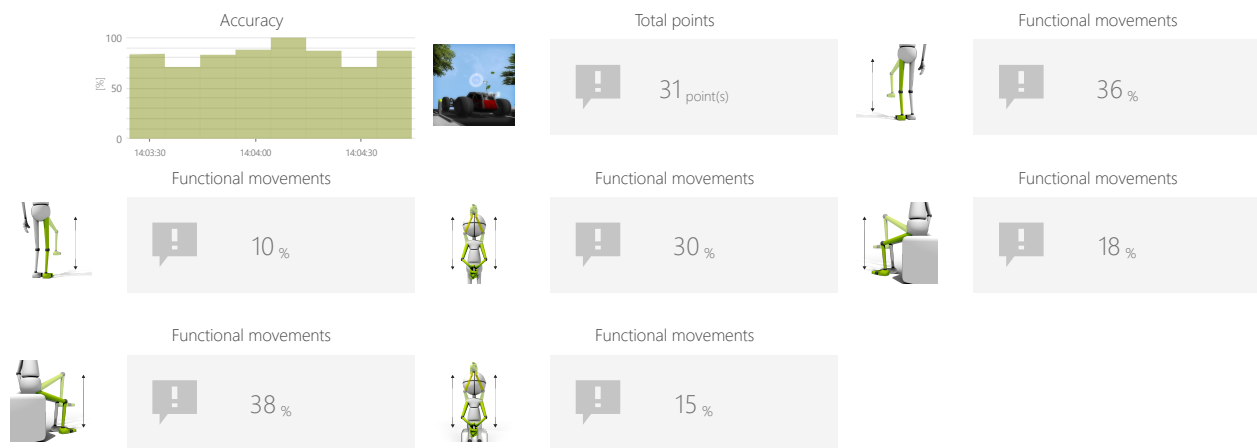 Accuracy
100
50
0
[%]
14:03:30 14:04:00 14:04:30
Total points
31 point(s)
Functional movements
36 %
Functional movements
10 %
Functional movements
30 %
Functional movements
18 %
Functional movements
38 %
Functional movements
15 %